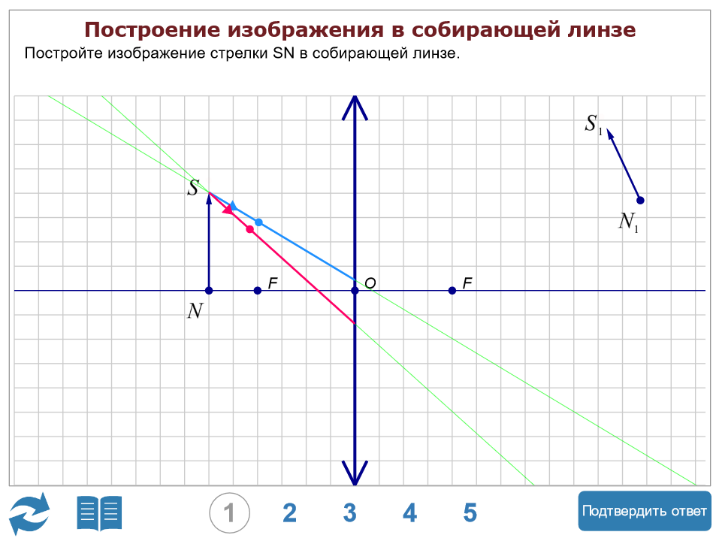 Построение изображения в собирающей линзе
Постройте изображение стрелки SN в собирающей линзе.
S₁
S
N₁
F
O
F
N
1
2
3
4
5
Подтвердить ответ